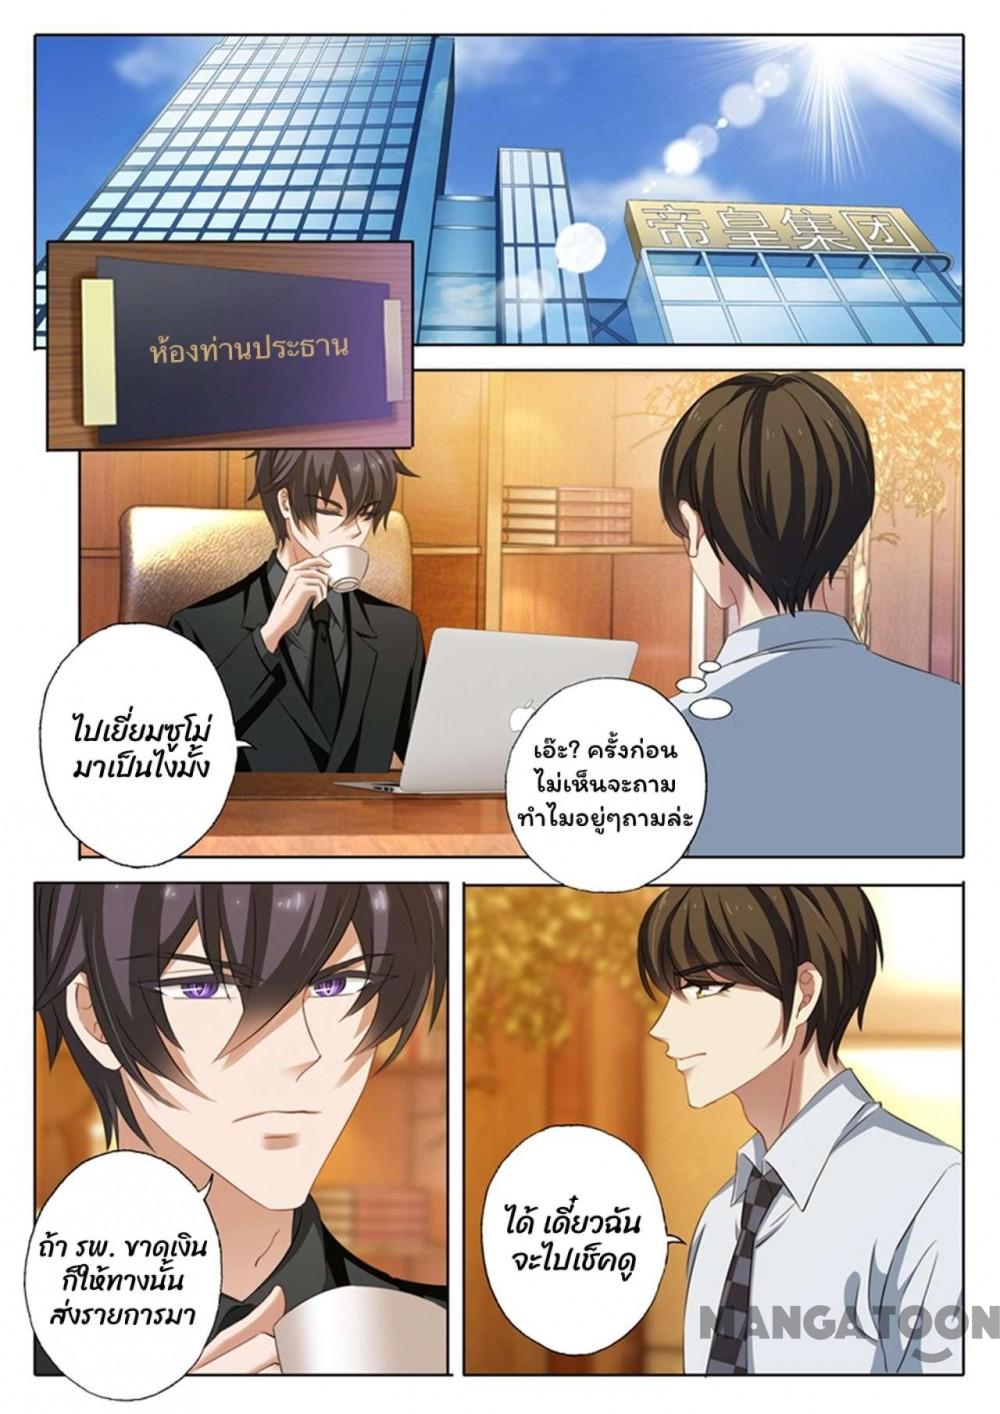 帝皇集团
ห้องท่านประธาน
ไปเยี่ยมซูโม่
มาเป็นไงมั้ง
เอ๊ะ? ครั้งก่อน
ไม่เห็นจะถาม
ทำไมอยู่ๆถามล่ะ
ถ้า รพ. ขาดเงิน
ก็ให้ทางนั้น
ส่งรายการมา
ได้ เดี๋ยวฉัน
จะไปเช็คดู
MANGATOON